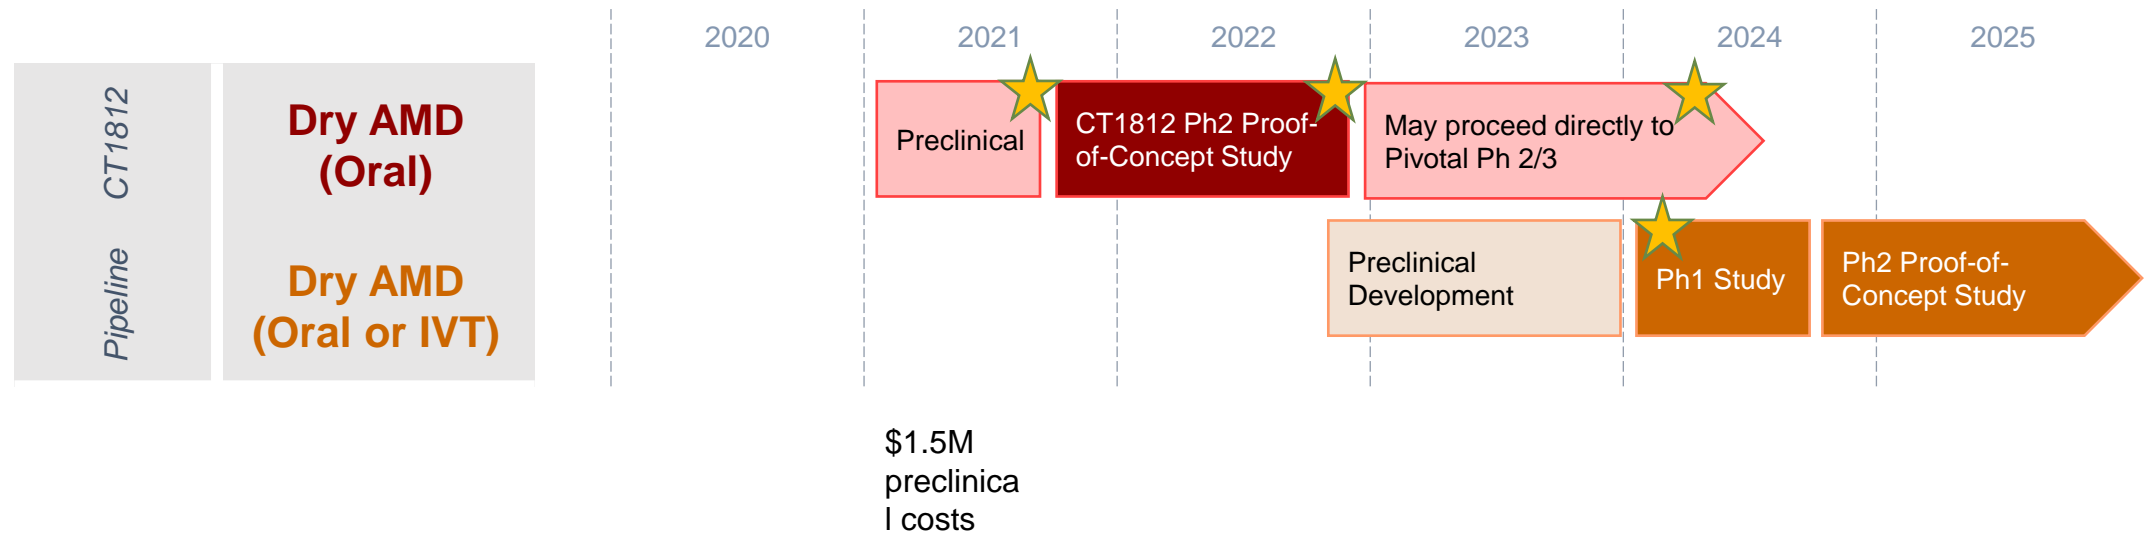 2020
2021
2022
2023
2024
2025
CT1812
Dry AMD
(Oral)
Preclinical
CT1812 Ph2 Proof-
of-Concept Study
May proceed directly to
Pivotal Ph 2/3
Pipeline
Dry AMD
(Oral or IVT)
Preclinical
Development
Ph1 Study
Ph2 Proof-of-
Concept Study
$1.5M
preclinica
l costs